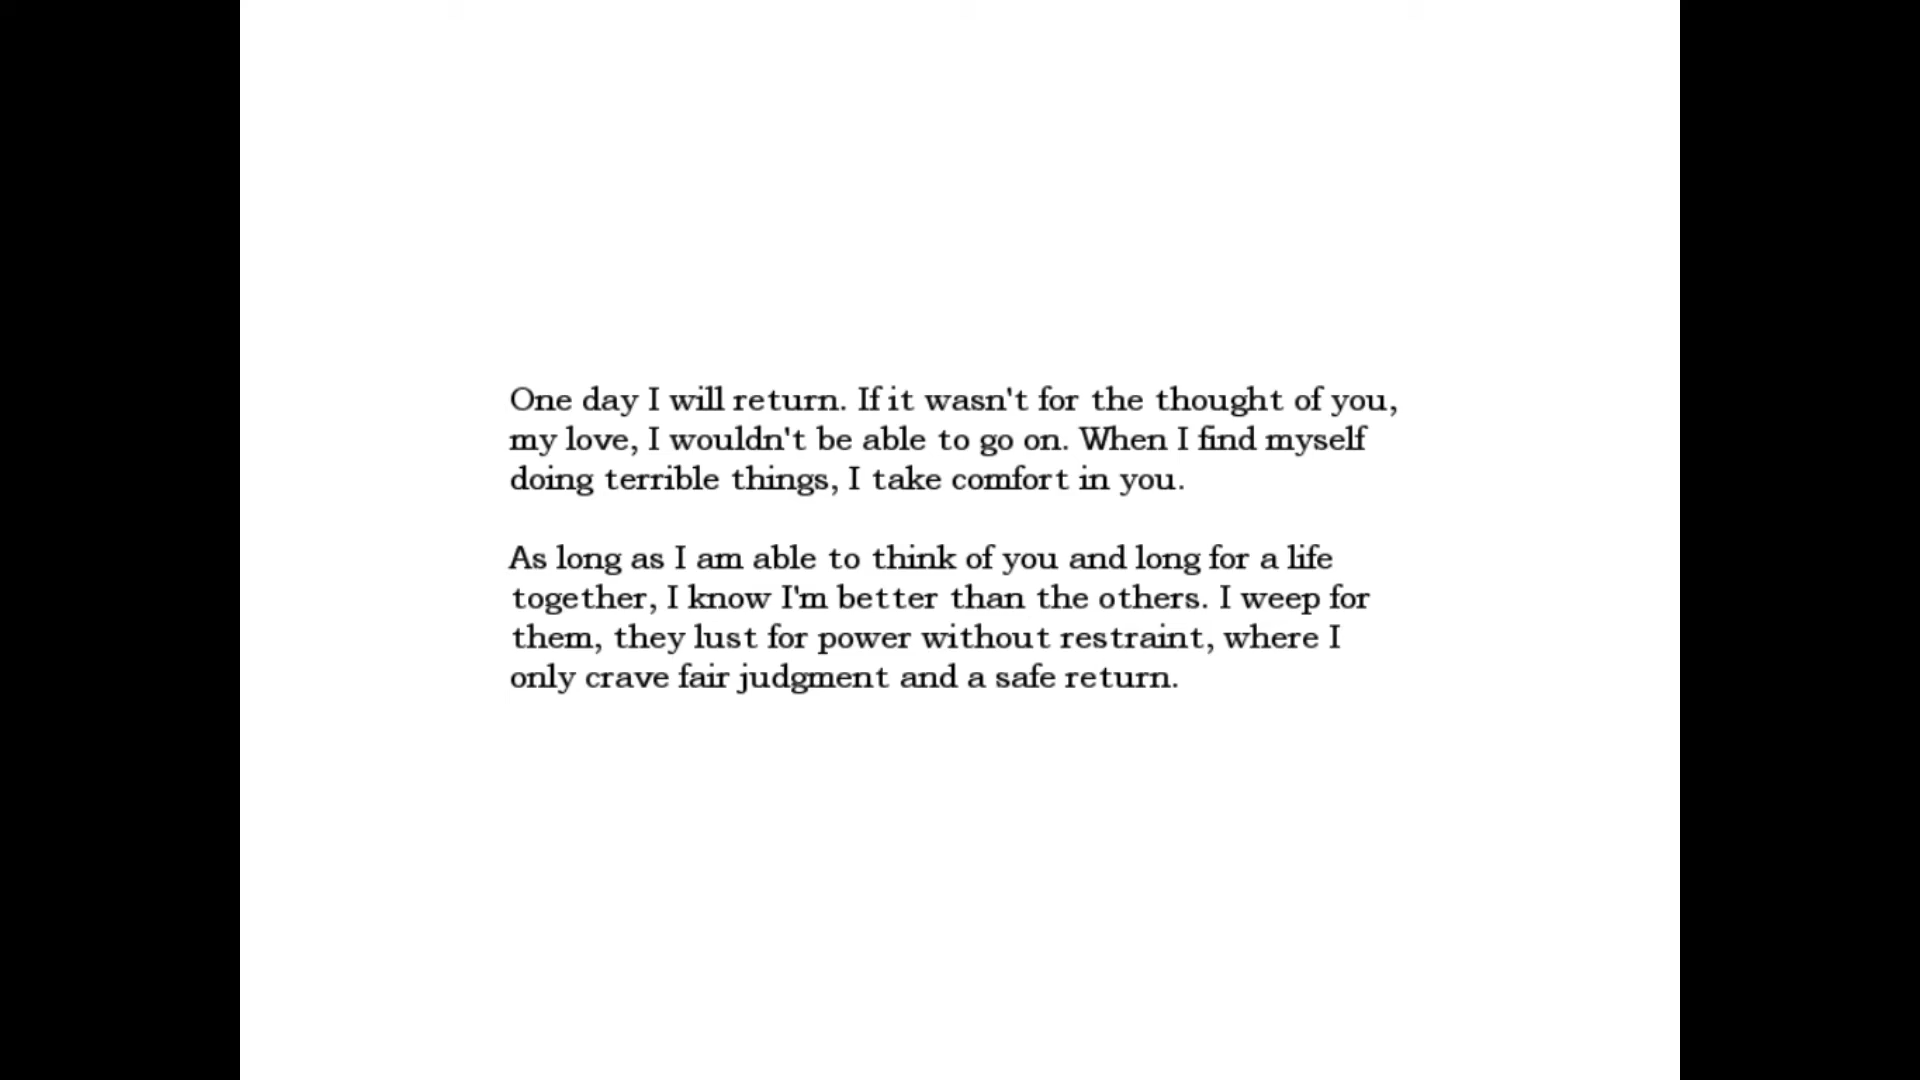 One day I will return. If it wasn't for the thought of you,
my love, I wouldn't be able to go on. When I find myself
doing terrible things, I take comfort in you.
As long as I am able to think of you and long for a life
together, I know I'm better than the others. I weep for
them, they lust for power without restraint, where I
only crave fair judgment and a safe return.